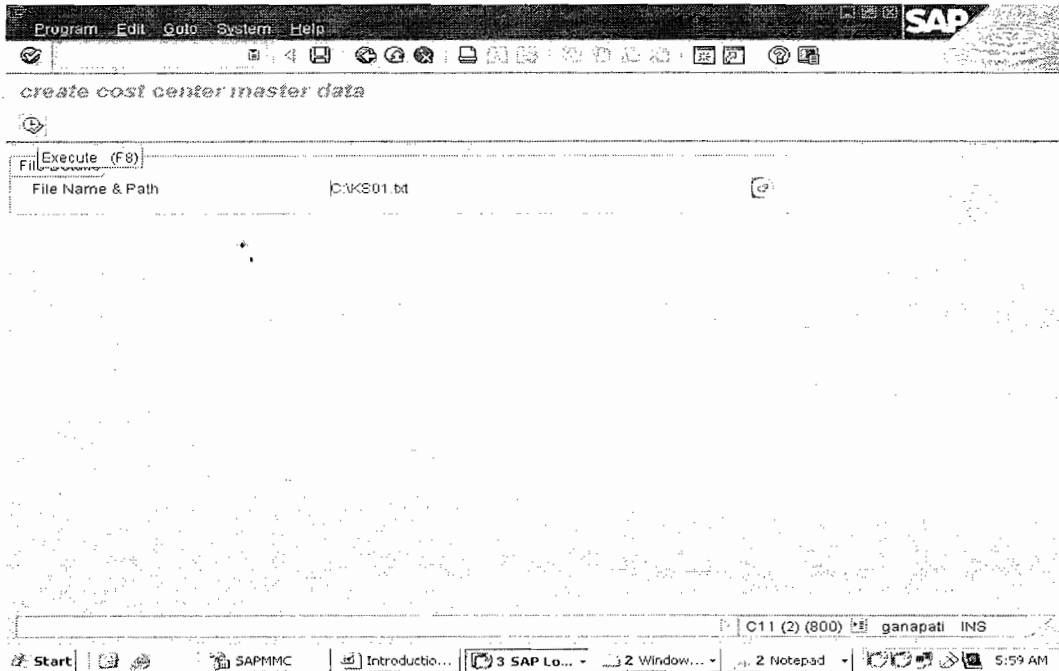 Program Edit Goto System Help
SAP
create cost center master data
Execute (F8)
File Name & Path C:\KS01.txt
C11 (2) (800) ganapati INS
Start SAPMMC Introductio... 3 SAP Lo... 2 Window... 2 Notepad 5:59 AM